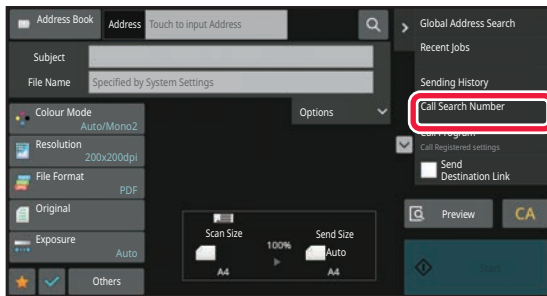 Address Book
Address
Touch to input Address
Subject
File Name
Specified by System Settings
Colour Mode
Auto/Mono2
Resolution
200x200dpi
File Format
PDF
Original
Exposure
Auto
Others
Options
Scan Size
A4
100%
Send Size
Auto
A4
Global Address Search
Recent Jobs
Sending History
Call Search Number
Call Program
Call Registered settings
Send
Destination Link
Preview
CA
Start